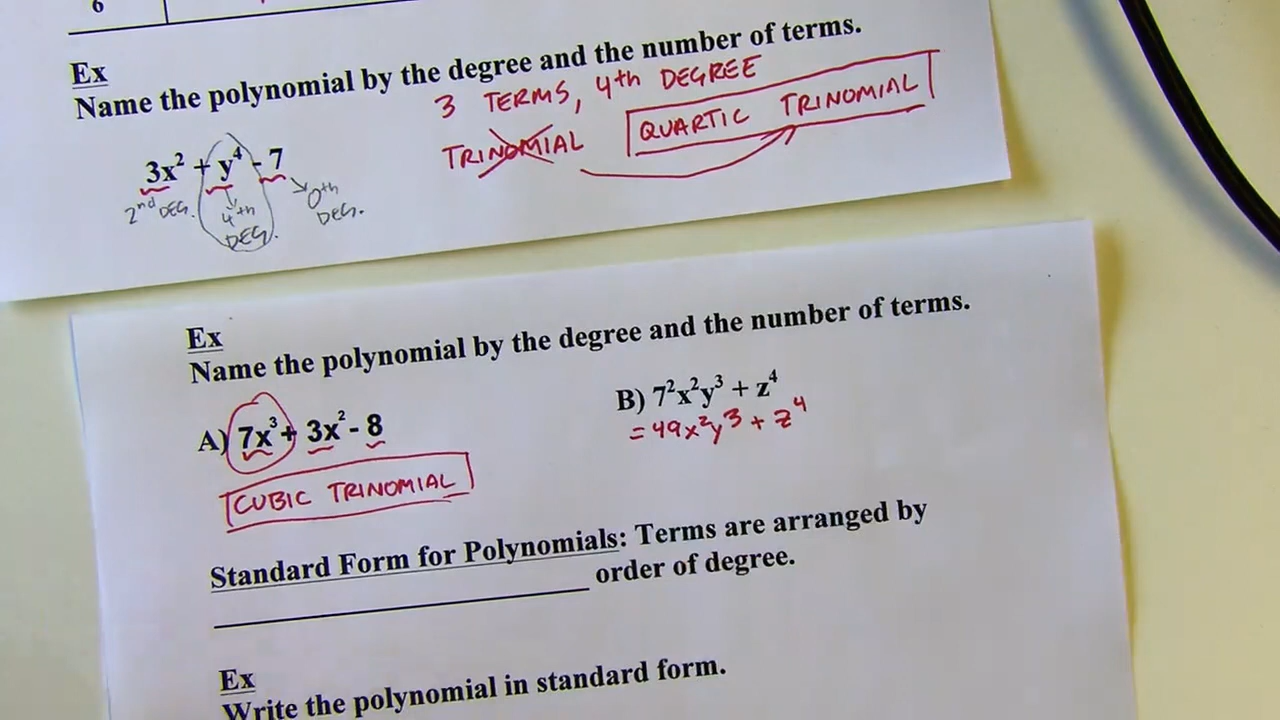 6
Ex
Name the polynomial by the degree and the number of terms.
3 TERMS, 4th DEGREE
TRINOMIAL
QUARTIC TRINOMIAL
3x² + y⁴ - 7
2nd DEG.
4th DEG.
0th DEG.
Ex
Name the polynomial by the degree and the number of terms.
A) 7x³ + 3x² - 8
CUBIC TRINOMIAL
B) 7²x²y³ + z⁴
= 49x²y³ + z⁴
Standard Form for Polynomials: Terms are arranged by
____________ order of degree.
Ex
Write the polynomial in standard form.